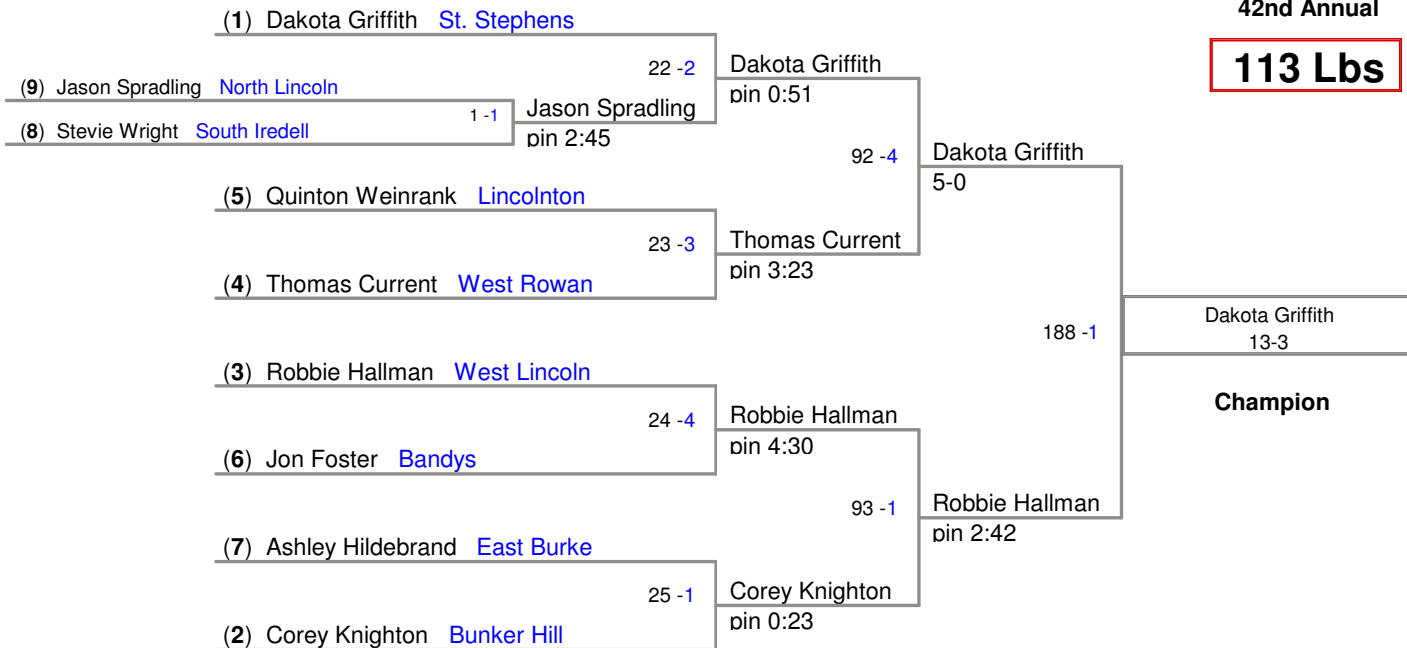 42nd Annual
113 Lbs
(1) Dakota Griffith St. Stephens
22 -2
Dakota Griffith
pin 0:51
(9) Jason Spradling North Lincoln
1 -1
Jason Spradling
pin 2:45
(8) Stevie Wright South Iredell
92 -4
Dakota Griffith
5-0
(5) Quinton Weinrank Lincolnton
23 -3
Thomas Current
pin 3:23
(4) Thomas Current West Rowan
188 -1
Dakota Griffith
13-3
Champion
(3) Robbie Hallman West Lincoln
24 -4
Robbie Hallman
pin 4:30
(6) Jon Foster Bandys
93 -1
Robbie Hallman
pin 2:42
(7) Ashley Hildebrand East Burke
25 -1
Corey Knighton
pin 0:23
(2) Corey Knighton Bunker Hill